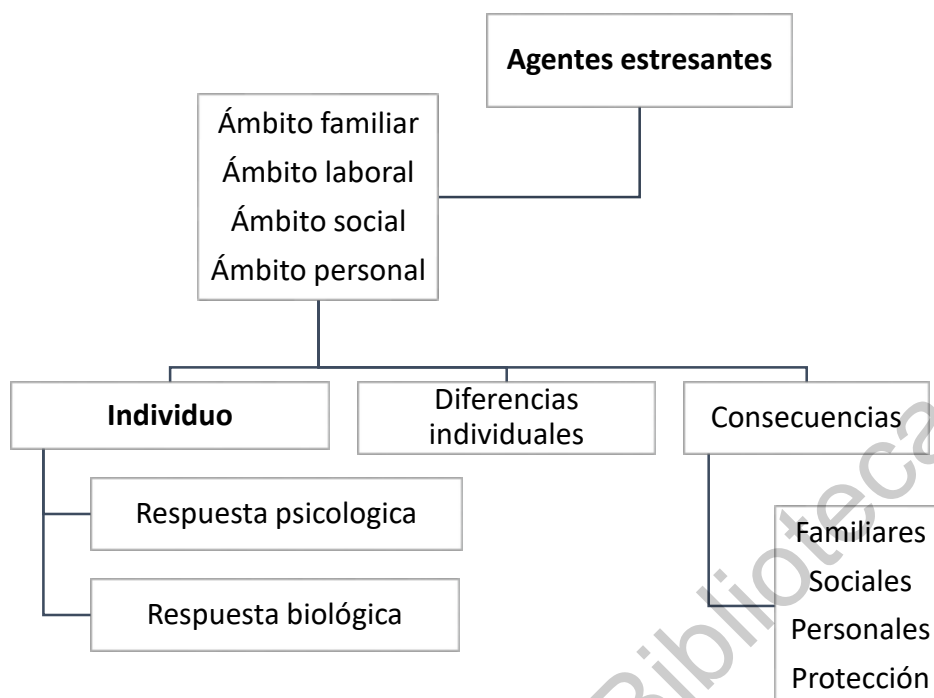 Agentes estresantes
Ámbito familiar
Ámbito laboral
Ámbito social
Ámbito personal
Individuo
Diferencias
individuales
Consecuencias
Respuesta psicologica
Respuesta biológica
Familiares
Sociales
Personales
Protección
Biblioteca